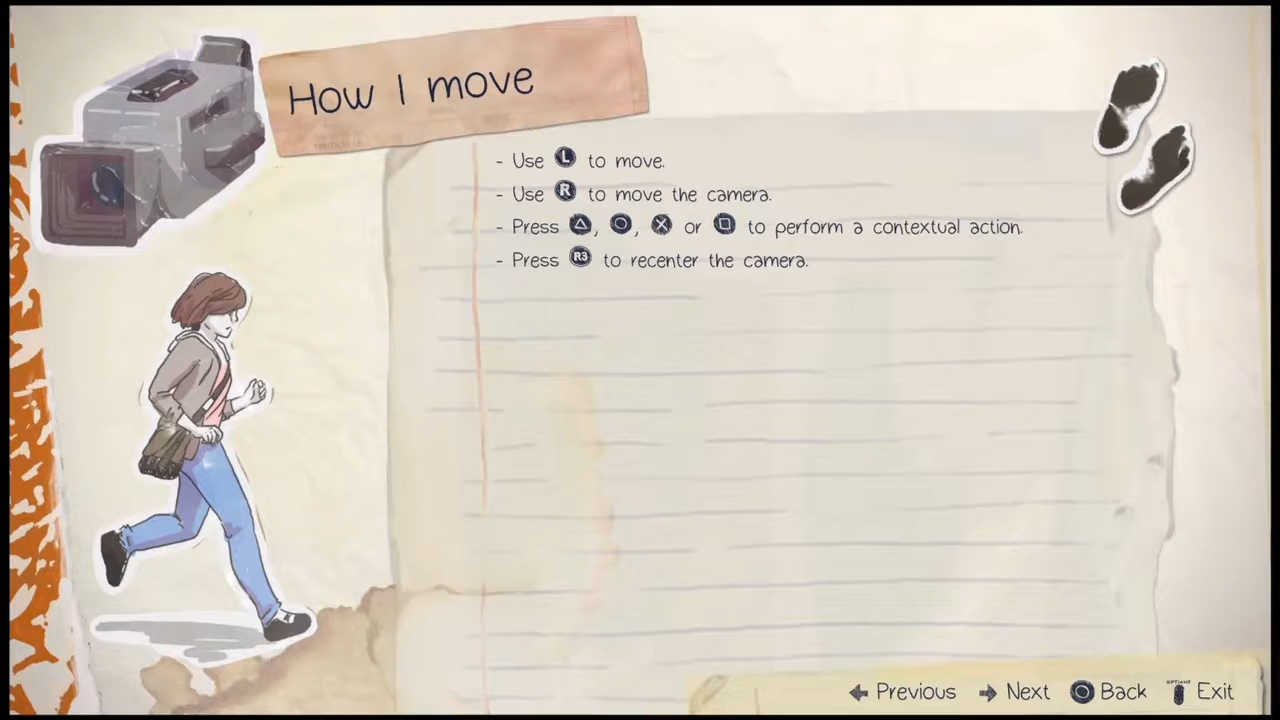 How I move
- Use L to move.
- Use R to move the camera.
- Press △, ○, X or □ to perform a contextual action.
- Press R3 to recenter the camera.
Previous Next Back OPTIONS Exit